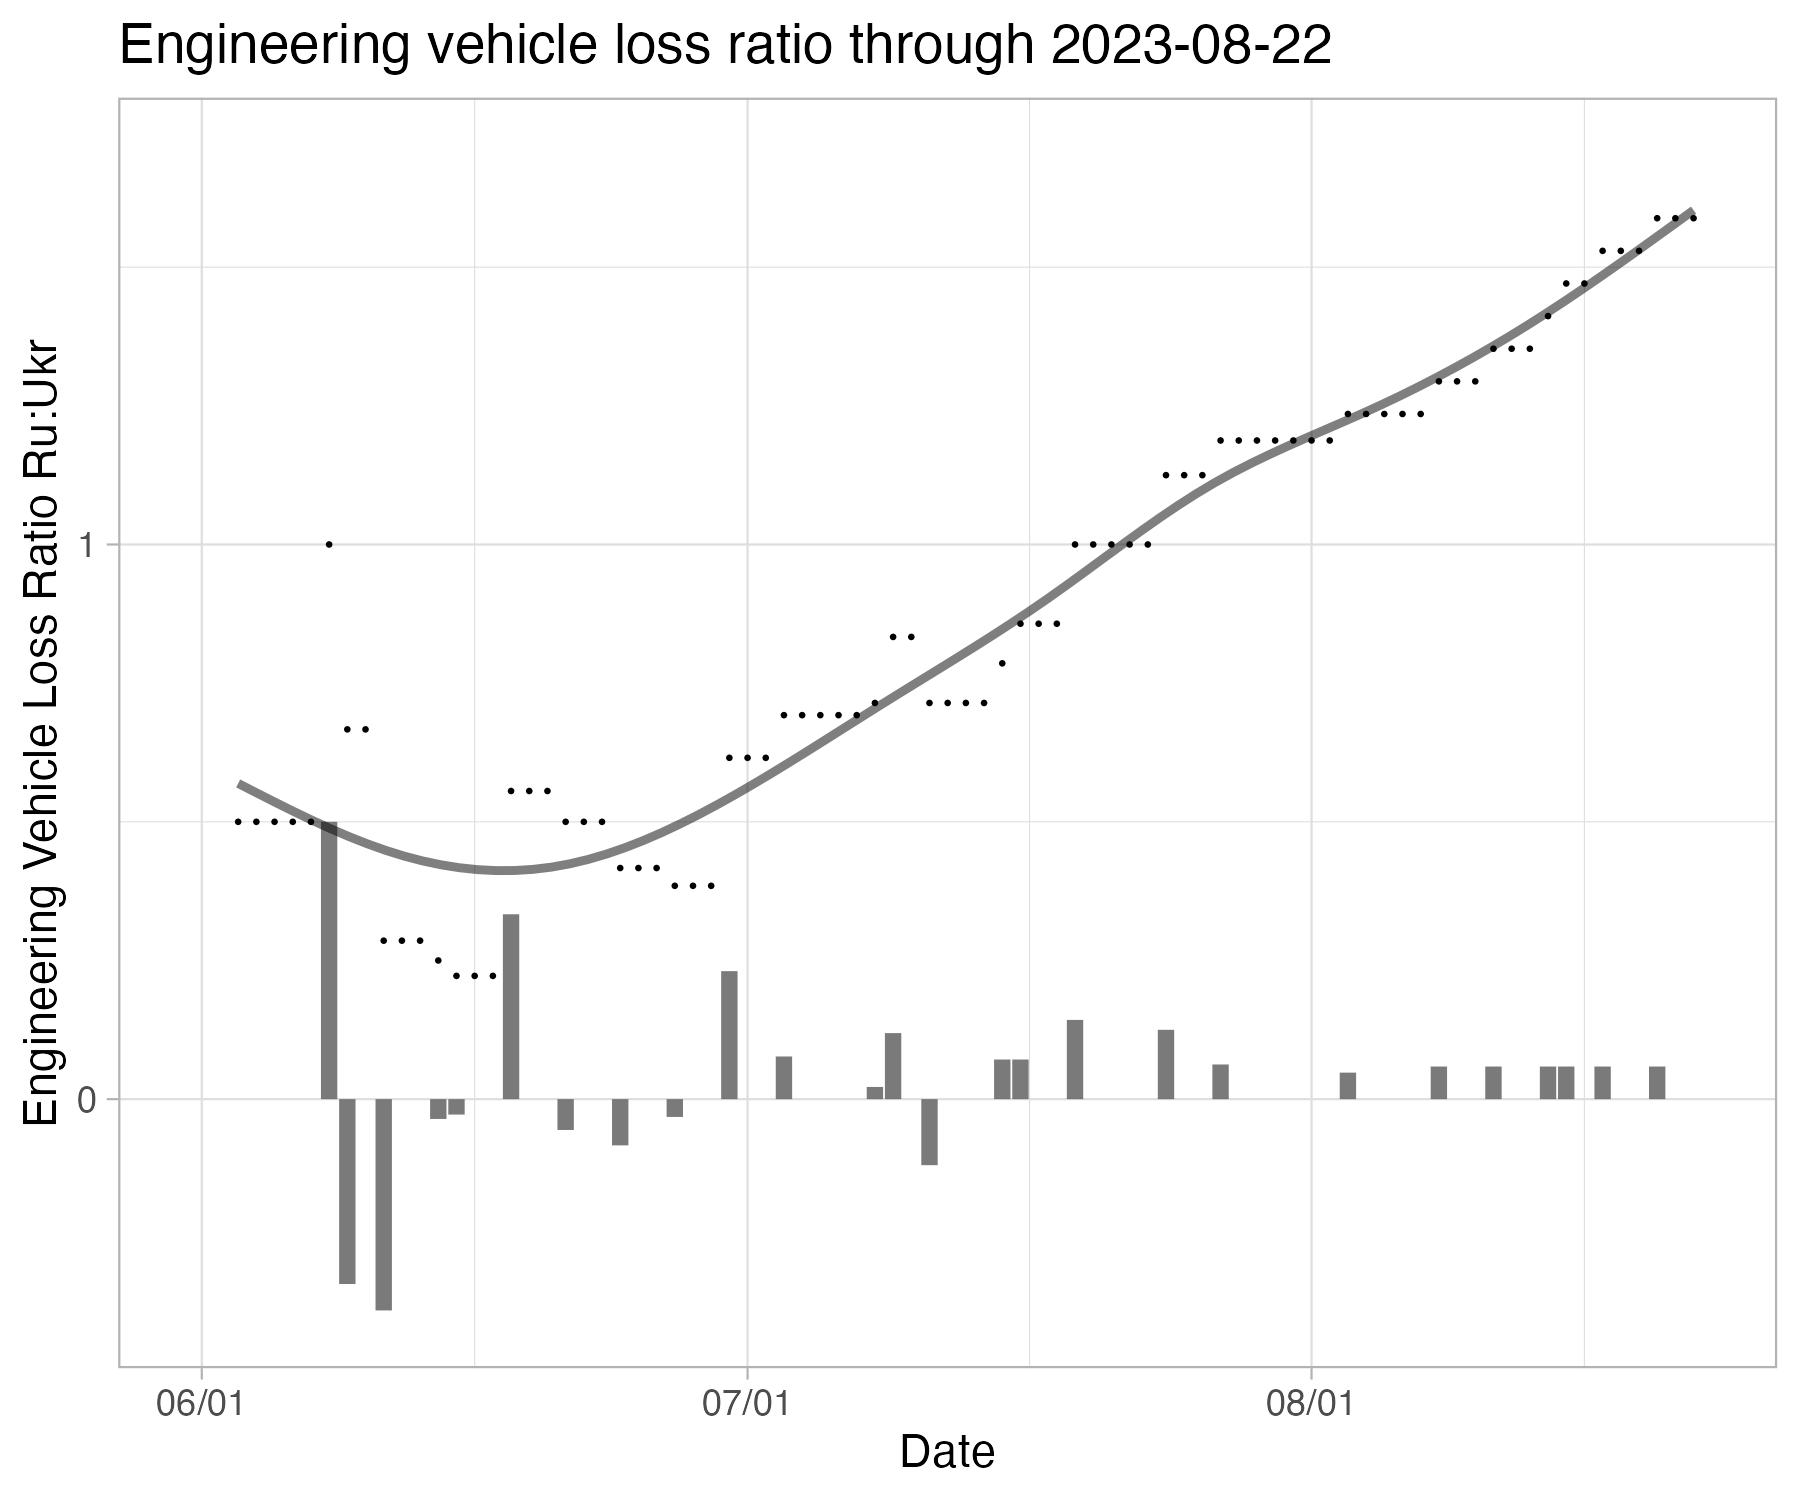 Engineering vehicle loss ratio through 2023-08-22
Engineering Vehicle Loss Ratio Ru:Ukr
1
0
06/01
07/01
08/01
Date